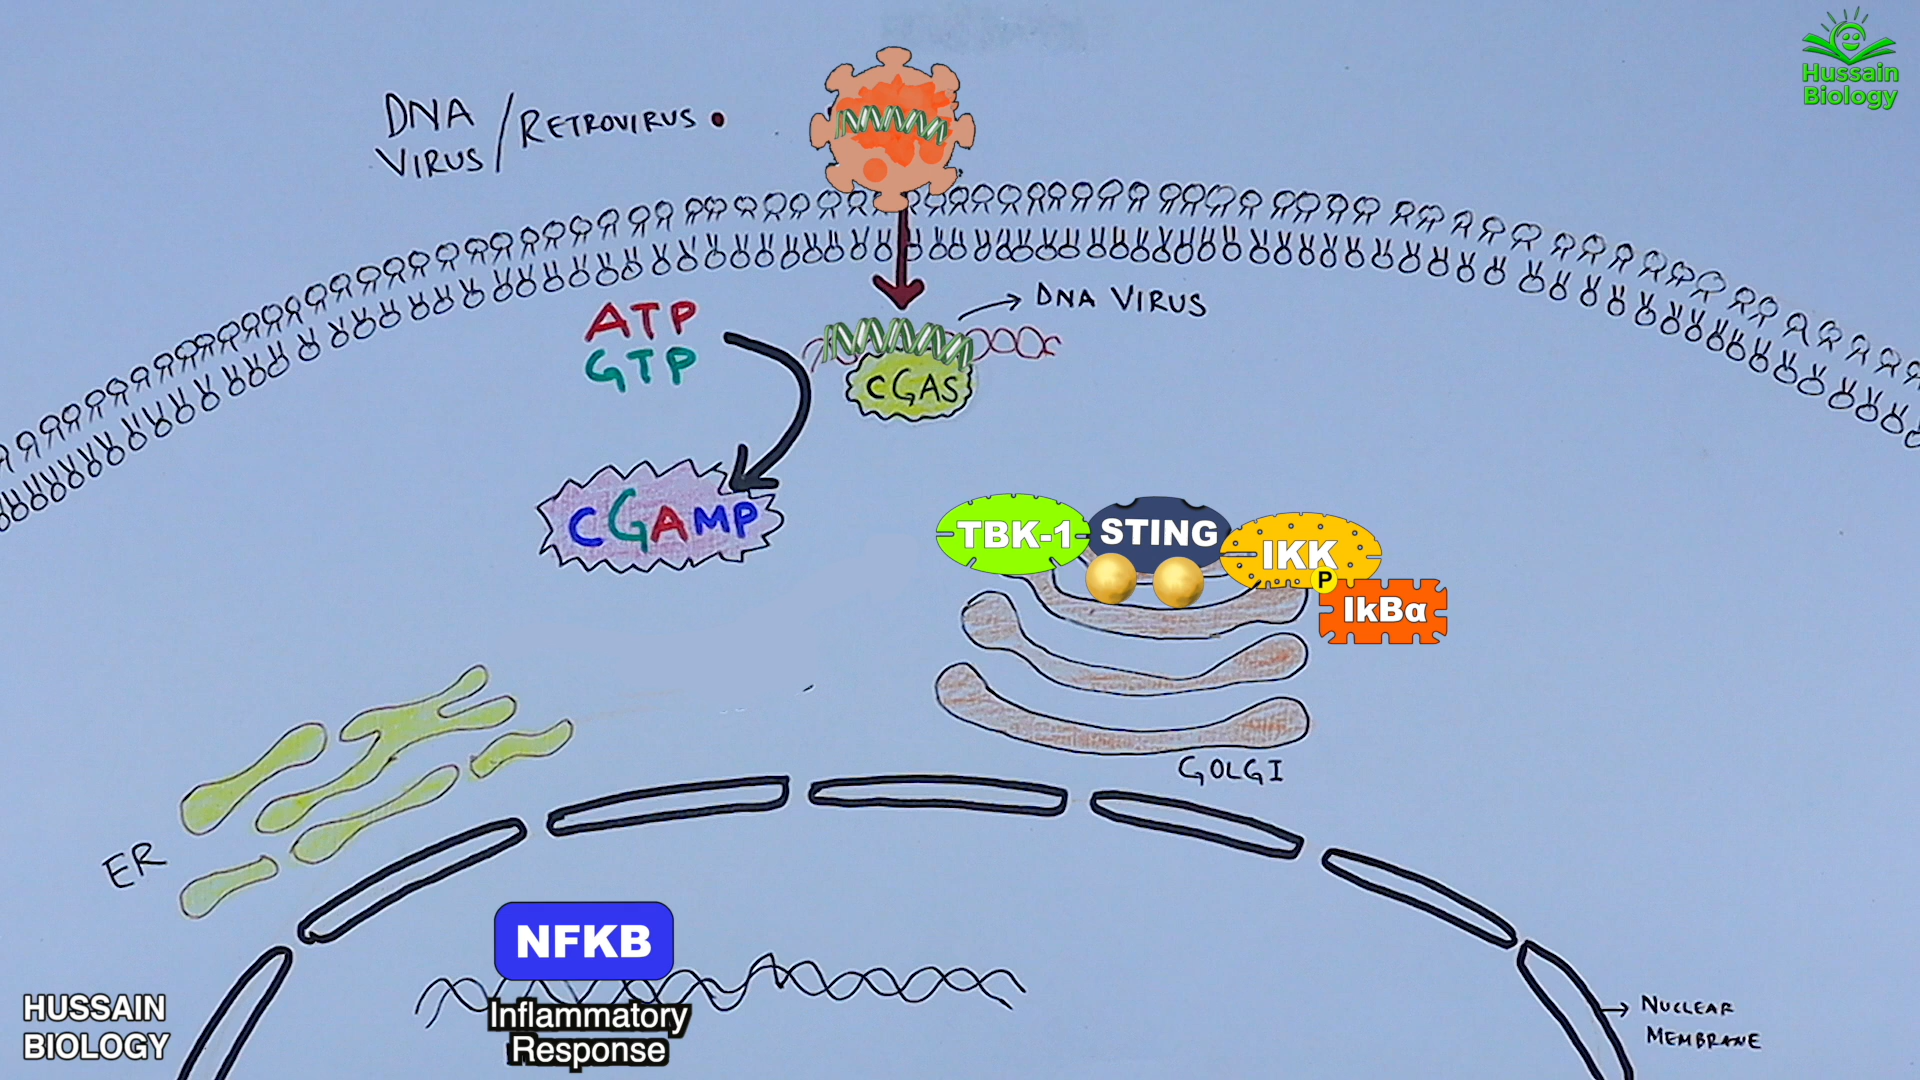 Hussain
Biology
DNA
VIRUS / RETROVIRUS
ATP
GTP
DNA VIRUS
cGAS
cGAMP
TBK-1
STING
IKK
P
IkBα
GOLGI
ER
NFKB
Inflammatory
Response
NUCLEAR
MEMBRANE
HUSSAIN
BIOLOGY